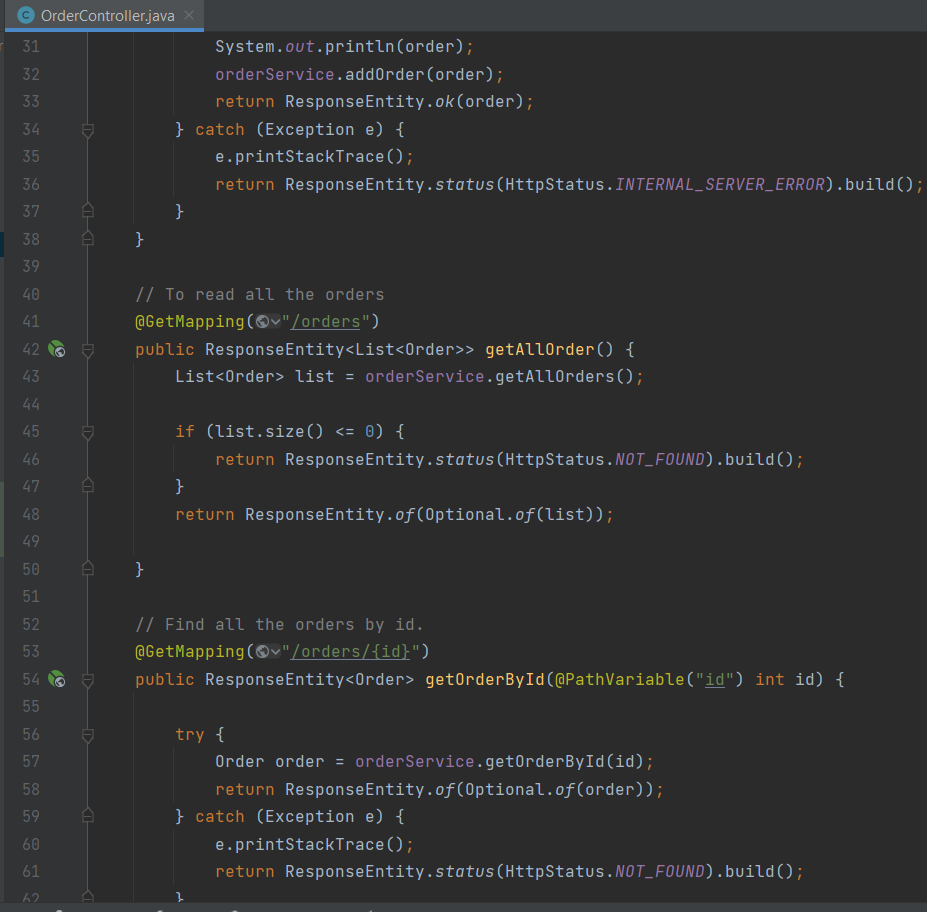 OrderController.java
31 System.out.println(order);
32 orderService.addOrder(order);
33 return ResponseEntity.ok(order);
34 } catch (Exception e) {
35 e.printStackTrace();
36 return ResponseEntity.status(HttpStatus.INTERNAL_SERVER_ERROR).build();
37 }
38 }
39
40 // To read all the orders
41 @GetMapping("/orders")
42 public ResponseEntity<List<Order>> getAllOrder() {
43 List<Order> list = orderService.getAllOrders();
44
45 if (list.size() <= 0) {
46 return ResponseEntity.status(HttpStatus.NOT_FOUND).build();
47 }
48 return ResponseEntity.of(Optional.of(list));
49
50 }
51
52 // Find all the orders by id.
53 @GetMapping("/orders/{id}")
54 public ResponseEntity<Order> getOrderById(@PathVariable("id") int id) {
55
56 try {
57 Order order = orderService.getOrderById(id);
58 return ResponseEntity.of(Optional.of(order));
59 } catch (Exception e) {
60 e.printStackTrace();
61 return ResponseEntity.status(HttpStatus.NOT_FOUND).build();
62 }